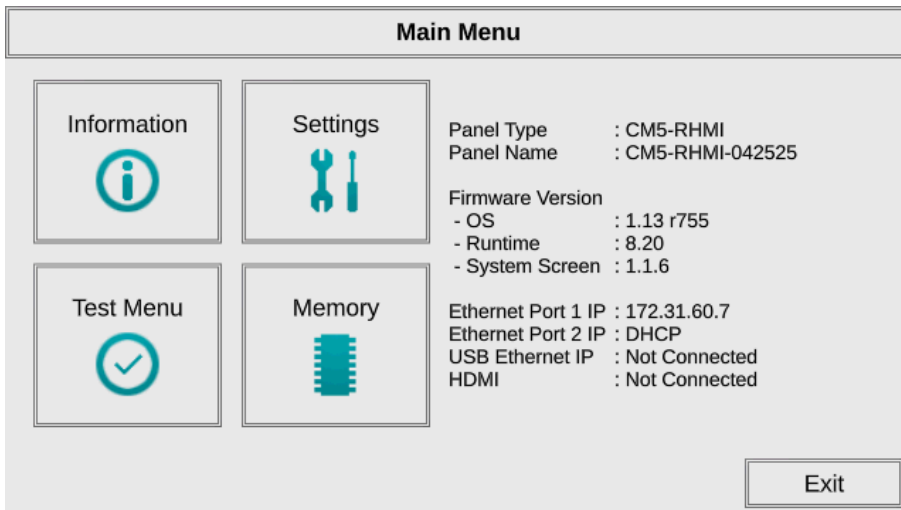 Main Menu
Information
Settings
Test Menu
Memory
Panel Type : CM5-RHMI
Panel Name : CM5-RHMI-042525
Firmware Version
- OS : 1.13 r755
- Runtime : 8.20
- System Screen : 1.1.6
Ethernet Port 1 IP : 172.31.60.7
Ethernet Port 2 IP : DHCP
USB Ethernet IP : Not Connected
HDMI : Not Connected
Exit